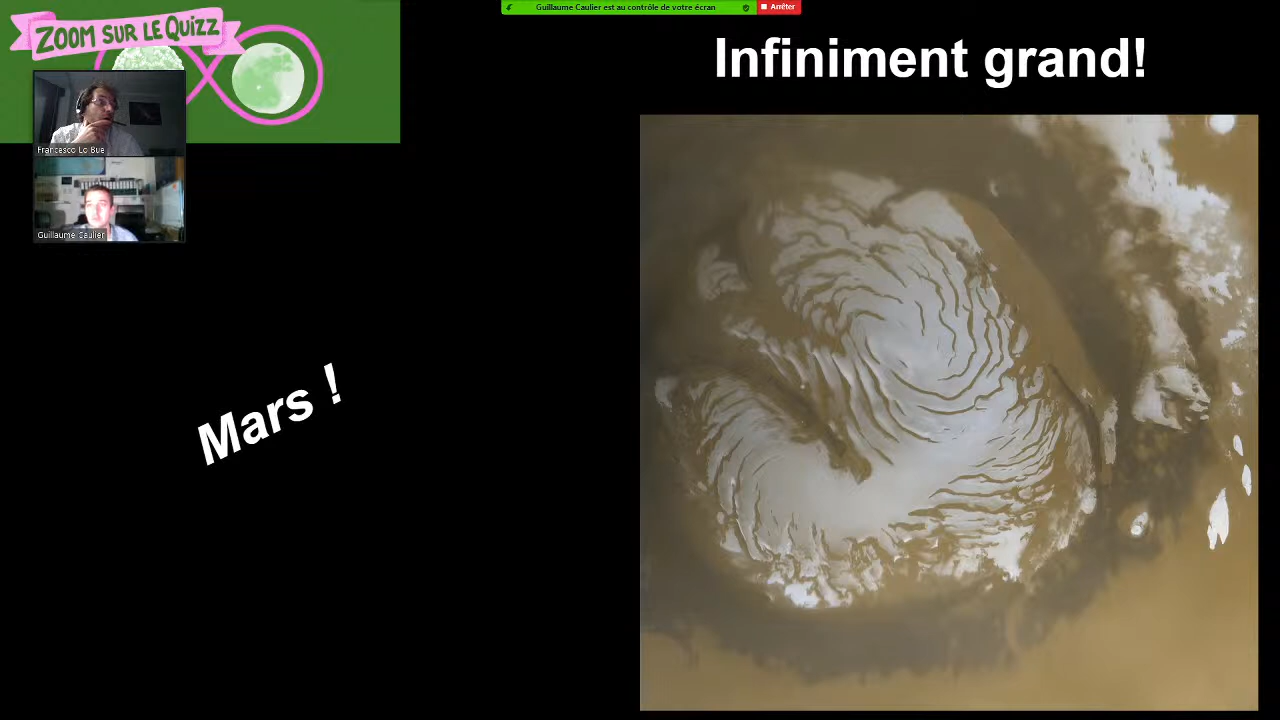 Guillaume Caulier est au contrôle de votre écran
Arrêter
ZOOM SUR LE QUIZZ
Infiniment grand!
Francesco Lo Bue
Guillaume Caulier
Mars !